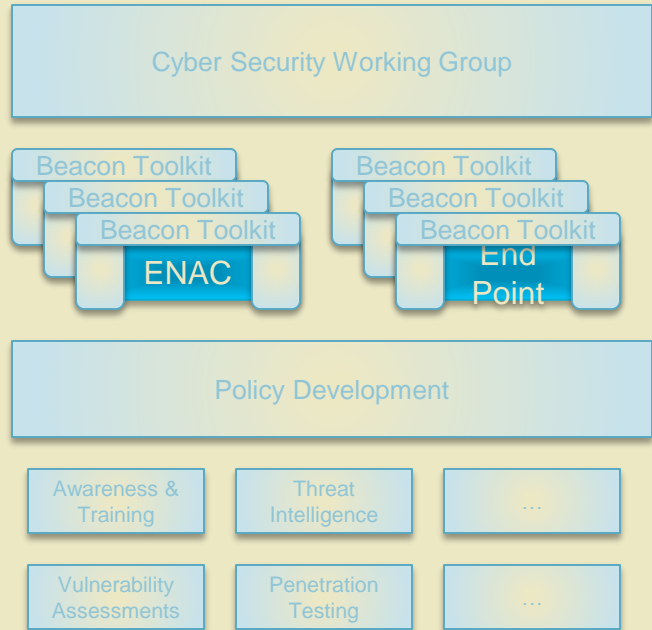 Cyber Security Working Group
Beacon Toolkit
Beacon Toolkit
Beacon Toolkit
ENAC
Beacon Toolkit
Beacon Toolkit
Beacon Toolkit
End
Point
Policy Development
Awareness &
Training
Threat
Intelligence
...
Vulnerability
Assessments
Penetration
Testing
...